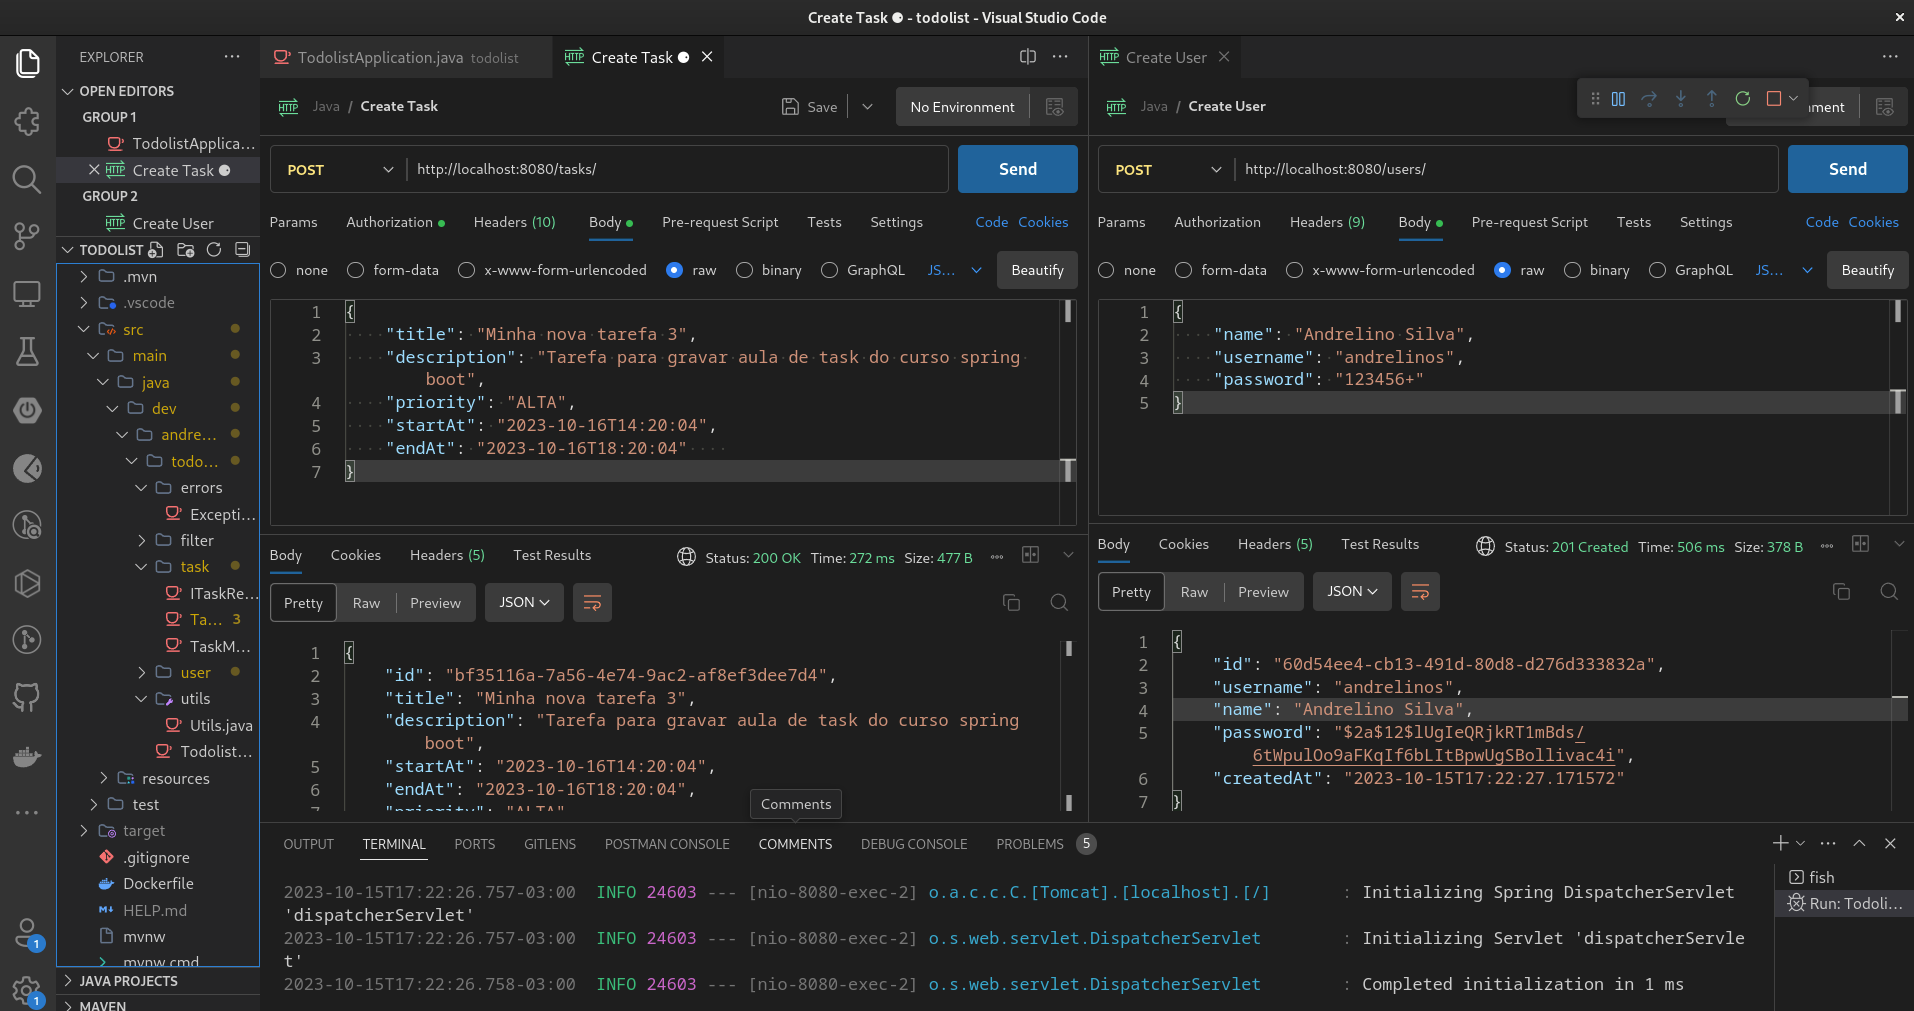 Create Task ● - todolist - Visual Studio Code
EXPLORER
OPEN EDITORS
GROUP 1
TodolistApplica...
Create Task
GROUP 2
Create User
TODOLIST
.mvn
.vscode
src
main
java
dev
andre...
todo...
errors
Excepti...
filter
task
ITaskRe...
Ta... 3
TaskM...
user
utils
Utils.java
Todolist...
resources
test
target
.gitignore
Dockerfile
HELP.md
mvnw
mvnw.cmd
JAVA PROJECTS
MAVEN
1
1
TodolistApplication.java todolist
HTTP Create Task
HTTP Java / Create Task
Save
No Environment
POST http://localhost:8080/tasks/
Send
Params Authorization Headers (10) Body Pre-request Script Tests Settings Code Cookies
none form-data x-www-form-urlencoded raw binary GraphQL JS... Beautify
1 {
2 "title": "Minha nova tarefa 3",
3 "description": "Tarefa para gravar aula de task do curso spring
boot",
4 "priority": "ALTA",
5 "startAt": "2023-10-16T14:20:04",
6 "endAt": "2023-10-16T18:20:04"
7 }
Body Cookies Headers (5) Test Results Status: 200 OK Time: 272 ms Size: 477 B
Pretty Raw Preview JSON
1 {
2 "id": "bf35116a-7a56-4e74-9ac2-af8ef3dee7d4",
3 "title": "Minha nova tarefa 3",
4 "description": "Tarefa para gravar aula de task do curso spring
boot",
5 "startAt": "2023-10-16T14:20:04",
6 "endAt": "2023-10-16T18:20:04",
7 "priority": "ALTA"
Comments
HTTP Create User
HTTP Java / Create User
nment
POST http://localhost:8080/users/
Send
Params Authorization Headers (9) Body Pre-request Script Tests Settings Code Cookies
none form-data x-www-form-urlencoded raw binary GraphQL JS... Beautify
1 {
2 "name": "Andrelino Silva",
3 "username": "andrelinos",
4 "password": "123456+"
5 }
Body Cookies Headers (5) Test Results Status: 201 Created Time: 506 ms Size: 378 B
Pretty Raw Preview JSON
1 {
2 "id": "60d54ee4-cb13-491d-80d8-d276d333832a",
3 "username": "andrelinos",
4 "name": "Andrelino Silva",
5 "password": "$2a$12$lUgIeQRjkRT1mBds/
6tWpulOo9aFKqIf6bLItBpwUgSBollivac4i",
6 "createdAt": "2023-10-15T17:22:27.171572"
7 }
OUTPUT TERMINAL PORTS GITLENS POSTMAN CONSOLE COMMENTS DEBUG CONSOLE PROBLEMS 5
2023-10-15T17:22:26.757-03:00 INFO 24603 --- [nio-8080-exec-2] o.a.c.c.C.[Tomcat].[localhost].[/] : Initializing Spring DispatcherServlet
'dispatcherServlet'
2023-10-15T17:22:26.757-03:00 INFO 24603 --- [nio-8080-exec-2] o.s.web.servlet.DispatcherServlet : Initializing Servlet 'dispatcherServle
t'
2023-10-15T17:22:26.758-03:00 INFO 24603 --- [nio-8080-exec-2] o.s.web.servlet.DispatcherServlet : Completed initialization in 1 ms
fish
Run: Todoli...